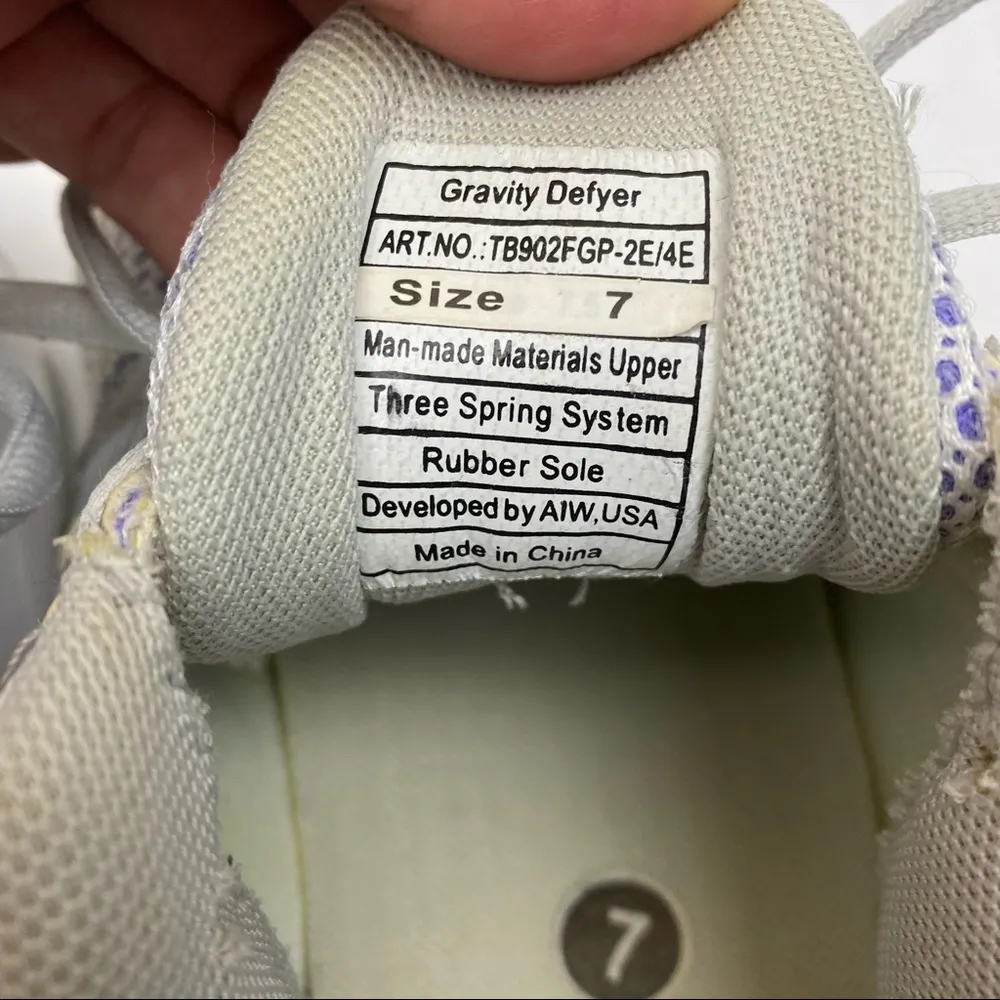 Gravity Defyer
ART.NO.:TB902FGP-2E/4E
Size 7
Man-made Materials Upper
Three Spring System
Rubber Sole
Developed by AIW,USA
Made in China
7